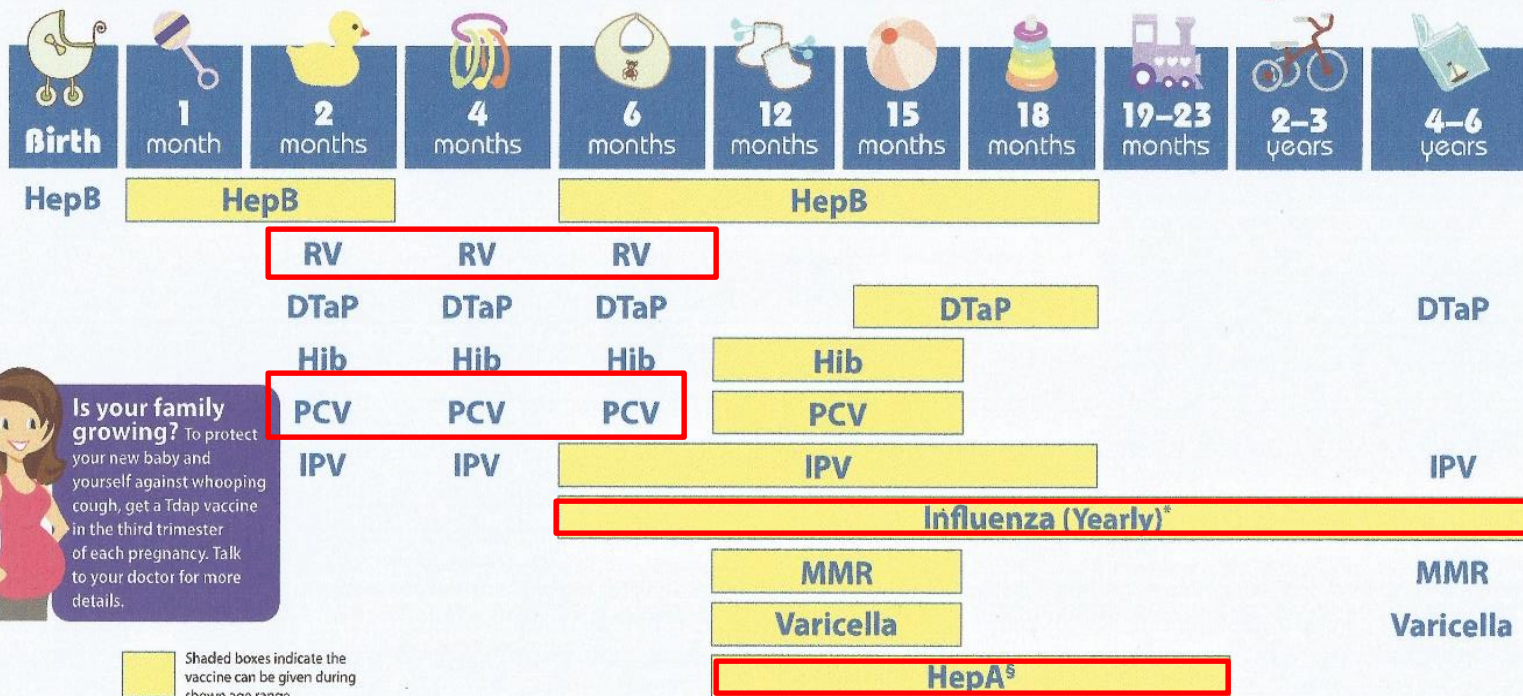 Birth
1
month
2
months
4
months
6
months
12
months
15
months
18
months
19–23
months
2–3
years
4–6
years
HepB HepB HepB
RV RV RV
DTaP DTaP DTaP DTaP DTaP
Hib Hib Hib Hib
PCV PCV PCV PCV
IPV IPV IPV IPV
Influenza (Yearly)*
MMR MMR
Varicella Varicella
HepA§
Is your family
growing? To protect
your new baby and
yourself against whooping
cough, get a Tdap vaccine
in the third trimester
of each pregnancy. Talk
to your doctor for more
details.
Shaded boxes indicate the
vaccine can be given during
shown age range.